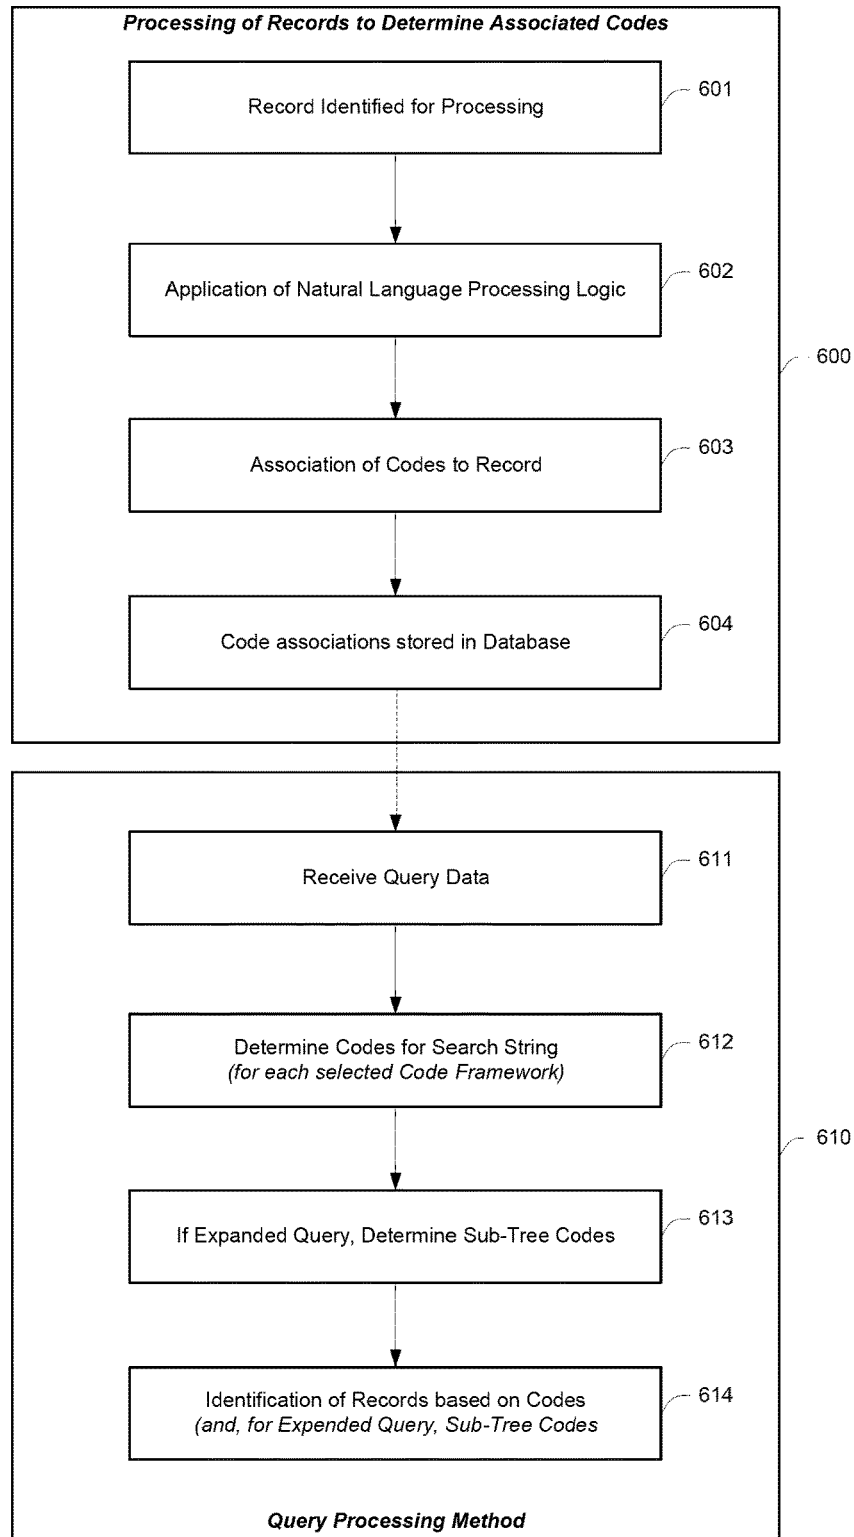 Processing of Records to Determine Associated Codes
Record Identified for Processing
601
Application of Natural Language Processing Logic
602
600
Association of Codes to Record
603
Code associations stored in Database
604
Receive Query Data
611
Determine Codes for Search String
(for each selected Code Framework)
612
610
If Expanded Query, Determine Sub-Tree Codes
613
Identification of Records based on Codes
(and, for Expended Query, Sub-Tree Codes
614
Query Processing Method